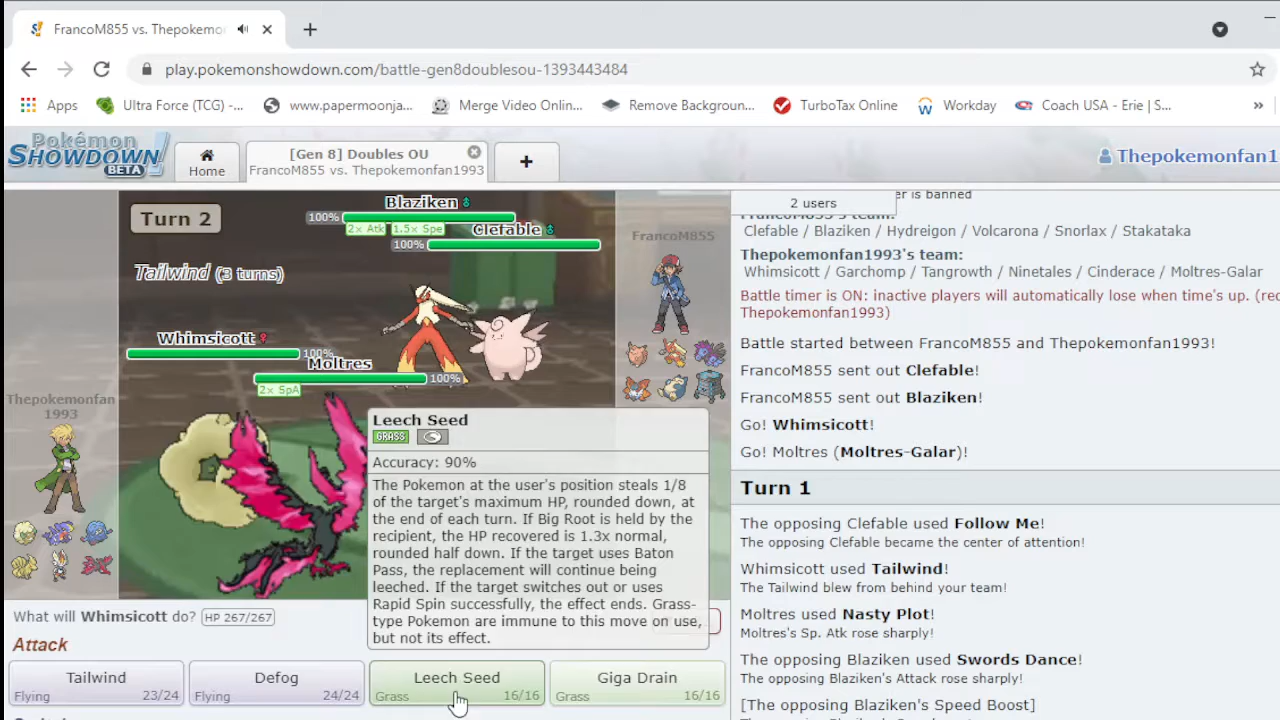 FrancoM855 vs. Thepokemo
play.pokemonshowdown.com/battle-gen8doublesou-1393443484
Apps
Ultra Force (TCG) -...
www.papermoonja...
Merge Video Onlin...
Remove Backgroun...
TurboTax Online
Workday
Coach USA - Erie | S...
»
Pokémon
SHOWDOWN!
BETA
Home
[Gen 8] Doubles OU
FrancoM855 vs. Thepokemonfan1993
+
Thepokemonfan1
Turn 2
Blaziken
100%
2× Atk 1.5× Spe
Clefable
100%
Tailwind (3 turns)
Whimsicott
100%
Moltres
100%
2× SpA
FrancoM855
Thepokemonfan
1993
Leech Seed
GRASS
Accuracy: 90%
The Pokemon at the user's position steals 1/8
of the target's maximum HP, rounded down, at
the end of each turn. If Big Root is held by the
recipient, the HP recovered is 1.3x normal,
rounded half down. If the target uses Baton
Pass, the replacement will continue being
leeched. If the target switches out or uses
Rapid Spin successfully, the effect ends. Grass-
type Pokemon are immune to this move on use,
but not its effect.
What will Whimsicott do? HP 267/267
Attack
Tailwind
Flying 23/24
Defog
Flying 24/24
Leech Seed
Grass 16/16
Giga Drain
Grass 16/16
2 users
er is banned
FrancoM855's team:
Clefable / Blaziken / Hydreigon / Volcarona / Snorlax / Stakataka
Thepokemonfan1993's team:
Whimsicott / Garchomp / Tangrowth / Ninetales / Cinderace / Moltres-Galar
Battle timer is ON: inactive players will automatically lose when time's up. (rec
Thepokemonfan1993)
Battle started between FrancoM855 and Thepokemonfan1993!
FrancoM855 sent out Clefable!
FrancoM855 sent out Blaziken!
Go! Whimsicott!
Go! Moltres (Moltres-Galar)!
Turn 1
The opposing Clefable used Follow Me!
The opposing Clefable became the center of attention!
Whimsicott used Tailwind!
The Tailwind blew from behind your team!
Moltres used Nasty Plot!
Moltres's Sp. Atk rose sharply!
The opposing Blaziken used Swords Dance!
The opposing Blaziken's Attack rose sharply!
[The opposing Blaziken's Speed Boost]